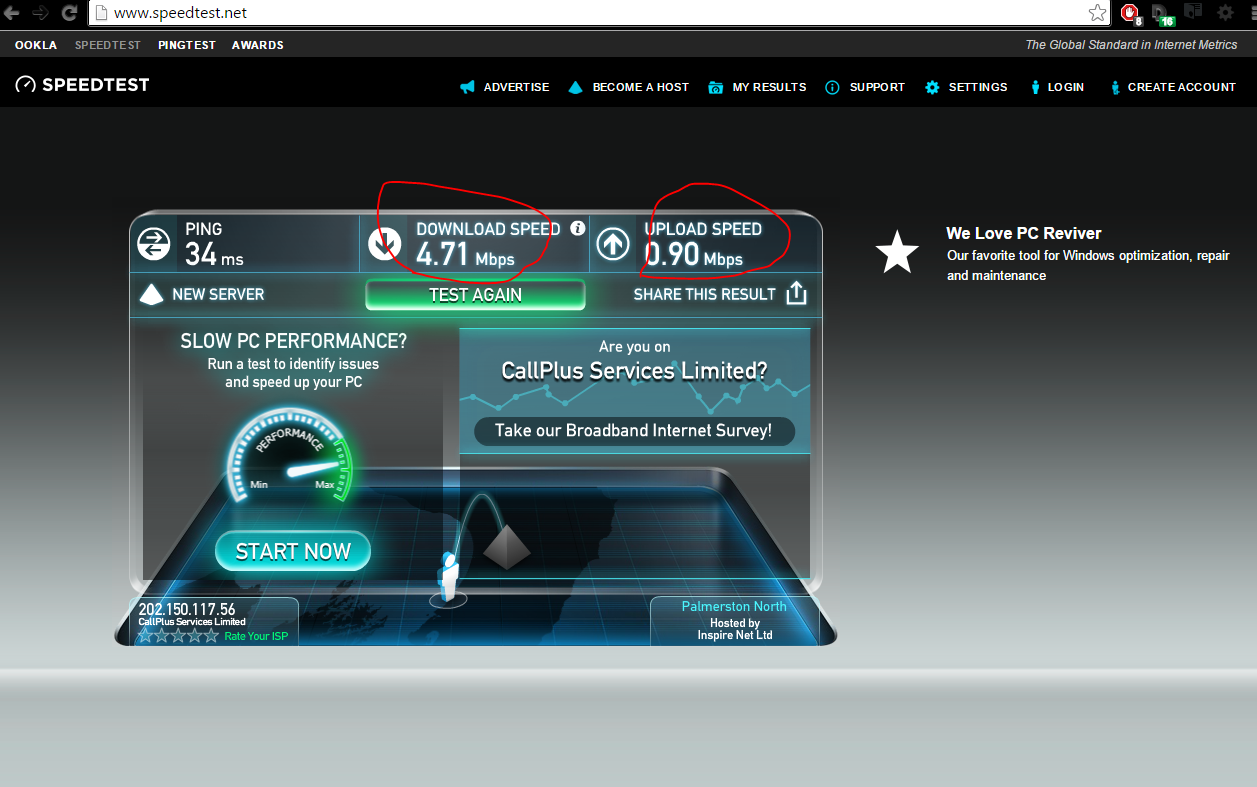 www.speedtest.net
8
16
OOKLA SPEEDTEST PINGTEST AWARDS
The Global Standard in Internet Metrics
SPEEDTEST
ADVERTISE BECOME A HOST MY RESULTS SUPPORT SETTINGS LOGIN CREATE ACCOUNT
PING
34 ms
DOWNLOAD SPEED
4.71 Mbps
UPLOAD SPEED
0.90 Mbps
NEW SERVER
TEST AGAIN
SHARE THIS RESULT
SLOW PC PERFORMANCE?
Run a test to identify issues
and speed up your PC
PERFORMANCE
Min Max
START NOW
Are you on
CallPlus Services Limited?
Take our Broadband Internet Survey!
202.150.117.56
CallPlus Services Limited
Rate Your ISP
Palmerston North
Hosted by
Inspire Net Ltd
We Love PC Reviver
Our favorite tool for Windows optimization, repair
and maintenance